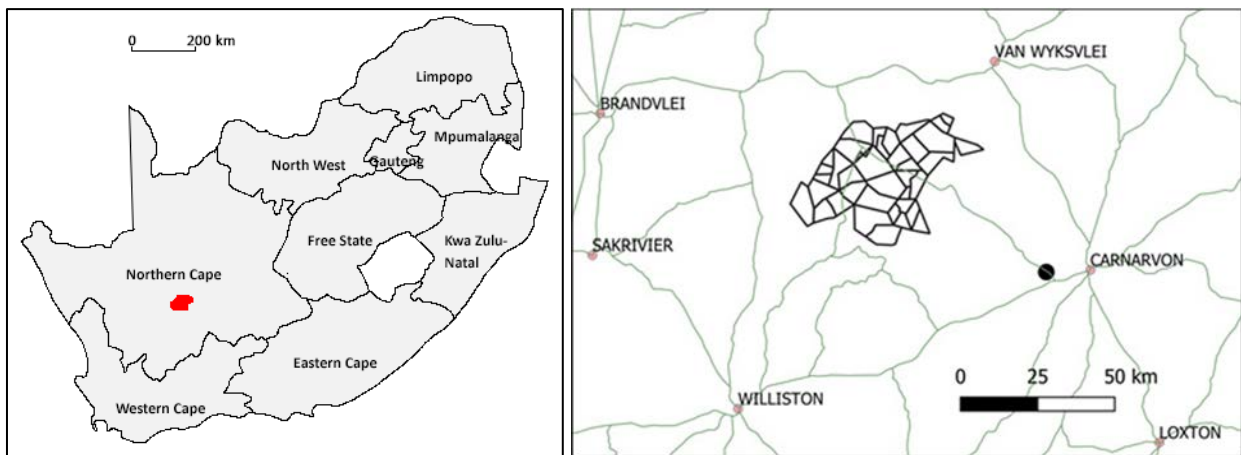 0 200 km
Limpopo
Mpumalanga
North West
Gauteng
Free State
Kwa Zulu-
Natal
Northern Cape
Eastern Cape
Western Cape
VAN WYKSVLEI
BRANDVLEI
SAKRIVIER
CARNARVON
0 25 50 km
WILLISTON
LOXTON